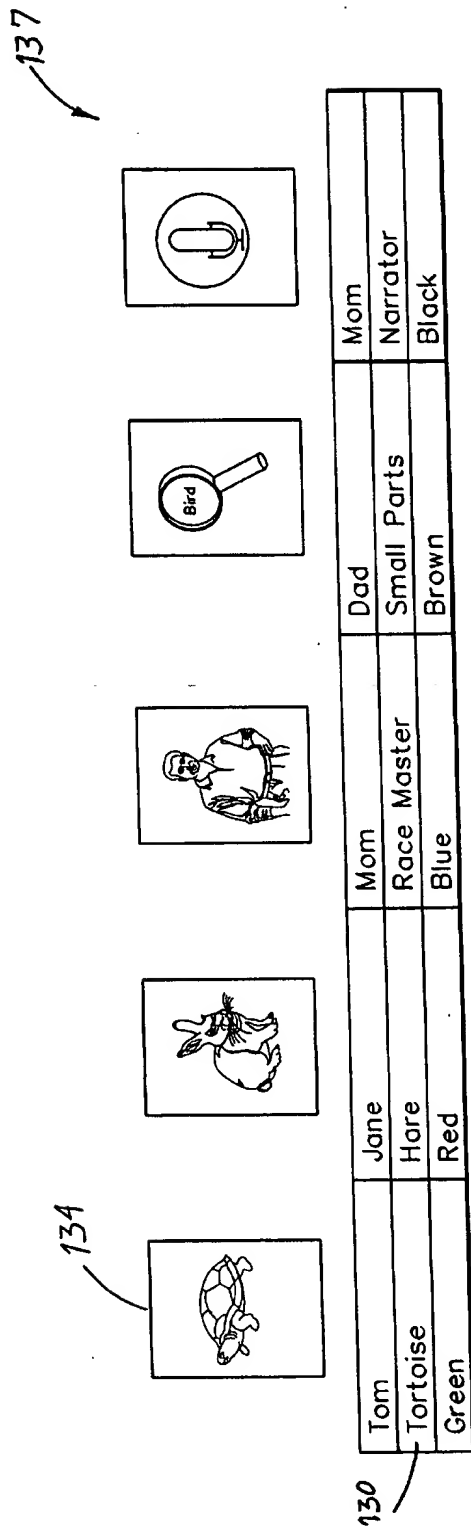 137
134
Bird
Tom Jane Mom Dad Mom
Tortoise Hare Race Master Small Parts Narrator
Green Red Blue Brown Black
130